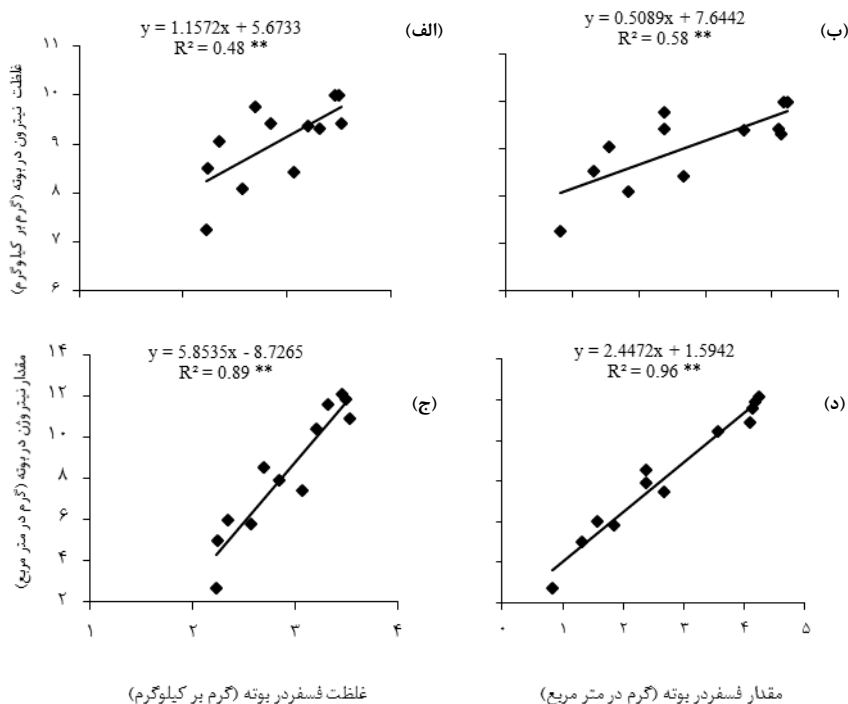 y = 1.1572x + 5.6733
R² = 0.48 **
(الف)
غلظت نیترون در بوته (گرم بر کیلوگرم)
۱۱
۱۰
۹
۸
۷
۶
y = 0.5089x + 7.6442
R² = 0.58 **
(ب)
y = 5.8535x - 8.7265
R² = 0.89 **
(ج)
مقدار نیتروژن در بوته (گرم در متر مربع)
۱۴
۱۲
۱۰
۸
۶
۴
۲
۱ ۲ ۳ ۴
غلظت فسفردر بوته (گرم بر کیلوگرم)
y = 2.4472x + 1.5942
R² = 0.96 **
(د)
۰ ۱ ۲ ۳ ۴ ۵
مقدار فسفردر بوته (گرم در متر مربع)